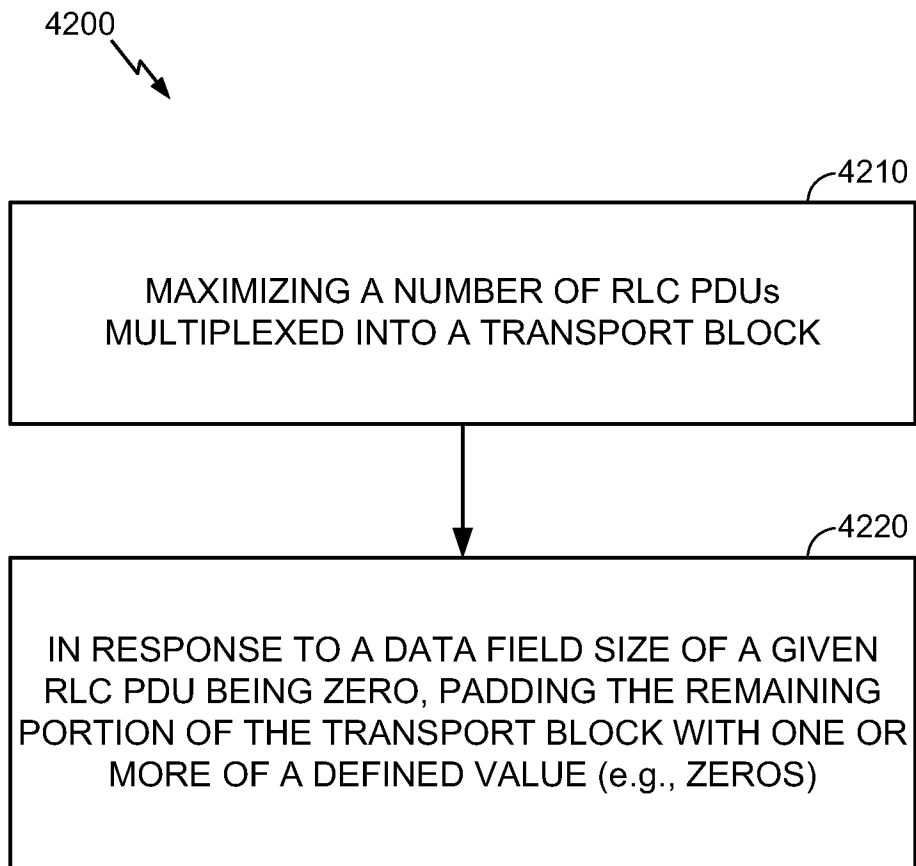 4200
4210
MAXIMIZING A NUMBER OF RLC PDUs
MULTIPLEXED INTO A TRANSPORT BLOCK
4220
IN RESPONSE TO A DATA FIELD SIZE OF A GIVEN
RLC PDU BEING ZERO, PADDING THE REMAINING
PORTION OF THE TRANSPORT BLOCK WITH ONE OR
MORE OF A DEFINED VALUE (e.g., ZEROS)